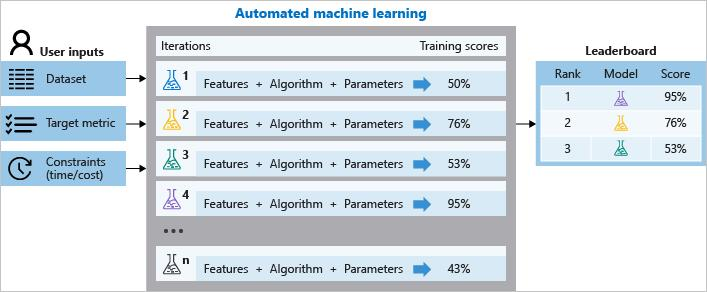 Automated machine learning
User inputs
Dataset
Target metric
Constraints
(time/cost)
Iterations Training scores
1 Features + Algorithm + Parameters 50%
2 Features + Algorithm + Parameters 76%
3 Features + Algorithm + Parameters 53%
4 Features + Algorithm + Parameters 95%
•••
n Features + Algorithm + Parameters 43%
Leaderboard
Rank Model Score
1 95%
2 76%
3 53%